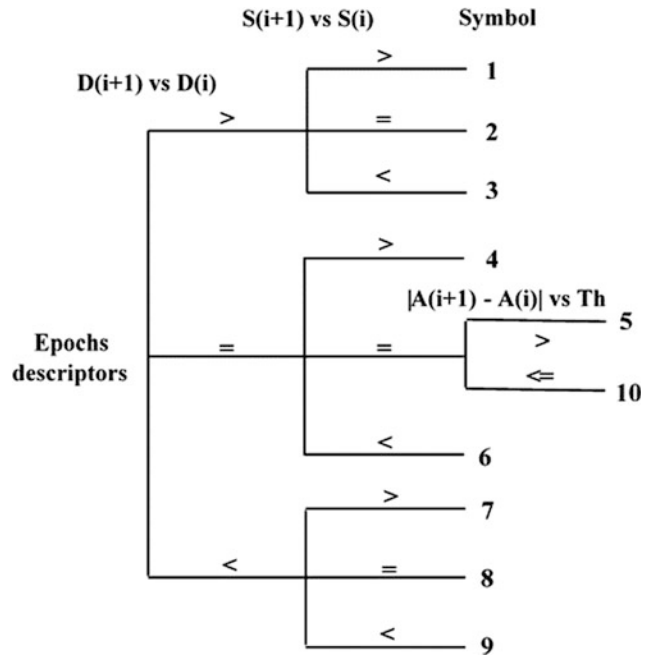 S(i+1) vs S(i) Symbol
D(i+1) vs D(i)
> 1
> = 2
< 3
> 4
|A(i+1) - A(i)| vs Th
5
Epochs
descriptors
= = >
<=
10
< 6
> 7
< = 8
< 9